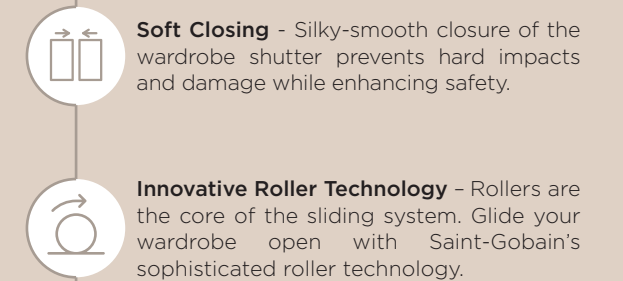 Soft Closing - Silky-smooth closure of the
wardrobe shutter prevents hard impacts
and damage while enhancing safety.
Innovative Roller Technology – Rollers are
the core of the sliding system. Glide your
wardrobe open with Saint-Gobain's
sophisticated roller technology.